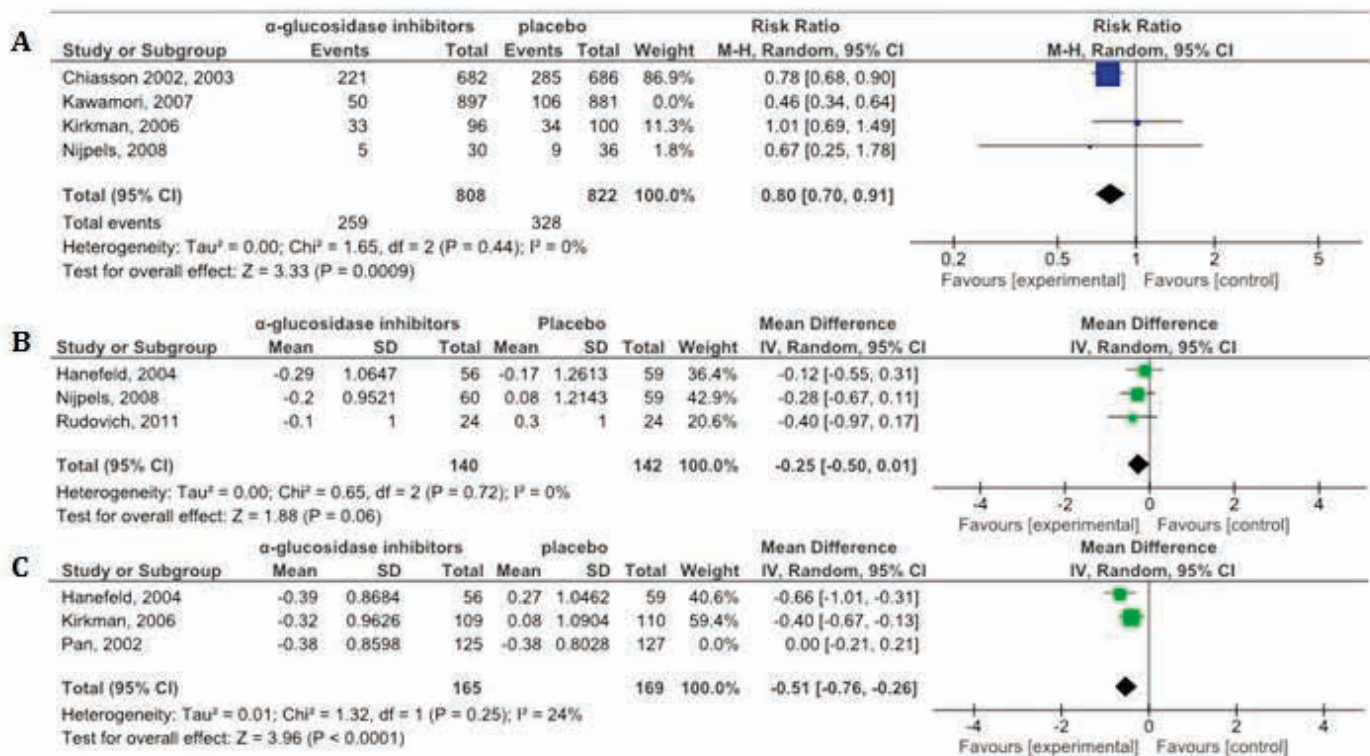 A
α-glucosidase inhibitors placebo Risk Ratio Risk Ratio
Study or Subgroup Events Total Events Total Weight M-H, Random, 95% CI M-H, Random, 95% CI
Chiasson 2002, 2003 221 682 285 686 86.9% 0.78 [0.68, 0.90]
Kawamori, 2007 50 897 106 881 0.0% 0.46 [0.34, 0.64]
Kirkman, 2006 33 96 34 100 11.3% 1.01 [0.69, 1.49]
Nijpels, 2008 5 30 9 36 1.8% 0.67 [0.25, 1.78]
Total (95% CI) 808 822 100.0% 0.80 [0.70, 0.91]
Total events 259 328
Heterogeneity: Tau² = 0.00; Chi² = 1.65, df = 2 (P = 0.44); I² = 0%
Test for overall effect: Z = 3.33 (P = 0.0009)
0.2 0.5 1 2 5
Favours [experimental] Favours [control]
B
α-glucosidase inhibitors Placebo Mean Difference Mean Difference
Study or Subgroup Mean SD Total Mean SD Total Weight IV, Random, 95% CI IV, Random, 95% CI
Hanefeld, 2004 -0.29 1.0647 56 -0.17 1.2613 59 36.4% -0.12 [-0.55, 0.31]
Nijpels, 2008 -0.2 0.9521 60 0.08 1.2143 59 42.9% -0.28 [-0.67, 0.11]
Rudovich, 2011 -0.1 1 24 0.3 1 24 20.6% -0.40 [-0.97, 0.17]
Total (95% CI) 140 142 100.0% -0.25 [-0.50, 0.01]
Heterogeneity: Tau² = 0.00; Chi² = 0.65, df = 2 (P = 0.72); I² = 0%
Test for overall effect: Z = 1.88 (P = 0.06)
-4 -2 0 2 4
Favours [experimental] Favours [control]
C
α-glucosidase inhibitors placebo Mean Difference Mean Difference
Study or Subgroup Mean SD Total Mean SD Total Weight IV, Random, 95% CI IV, Random, 95% CI
Hanefeld, 2004 -0.39 0.8684 56 0.27 1.0462 59 40.6% -0.66 [-1.01, -0.31]
Kirkman, 2006 -0.32 0.9626 109 0.08 1.0904 110 59.4% -0.40 [-0.67, -0.13]
Pan, 2002 -0.38 0.8598 125 -0.38 0.8028 127 0.0% 0.00 [-0.21, 0.21]
Total (95% CI) 165 169 100.0% -0.51 [-0.76, -0.26]
Heterogeneity: Tau² = 0.01; Chi² = 1.32, df = 1 (P = 0.25); I² = 24%
Test for overall effect: Z = 3.96 (P < 0.0001)
-4 -2 0 2 4
Favours [experimental] Favours [control]